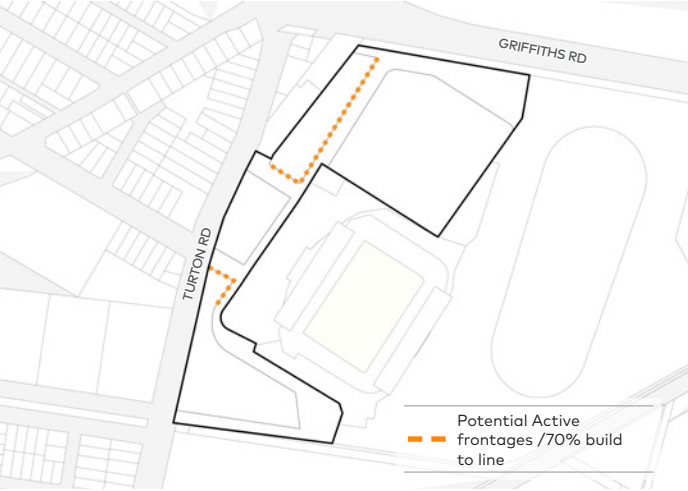 GRIFFITHS RD
TURTON RD
Potential Active
frontages /70% build
to line